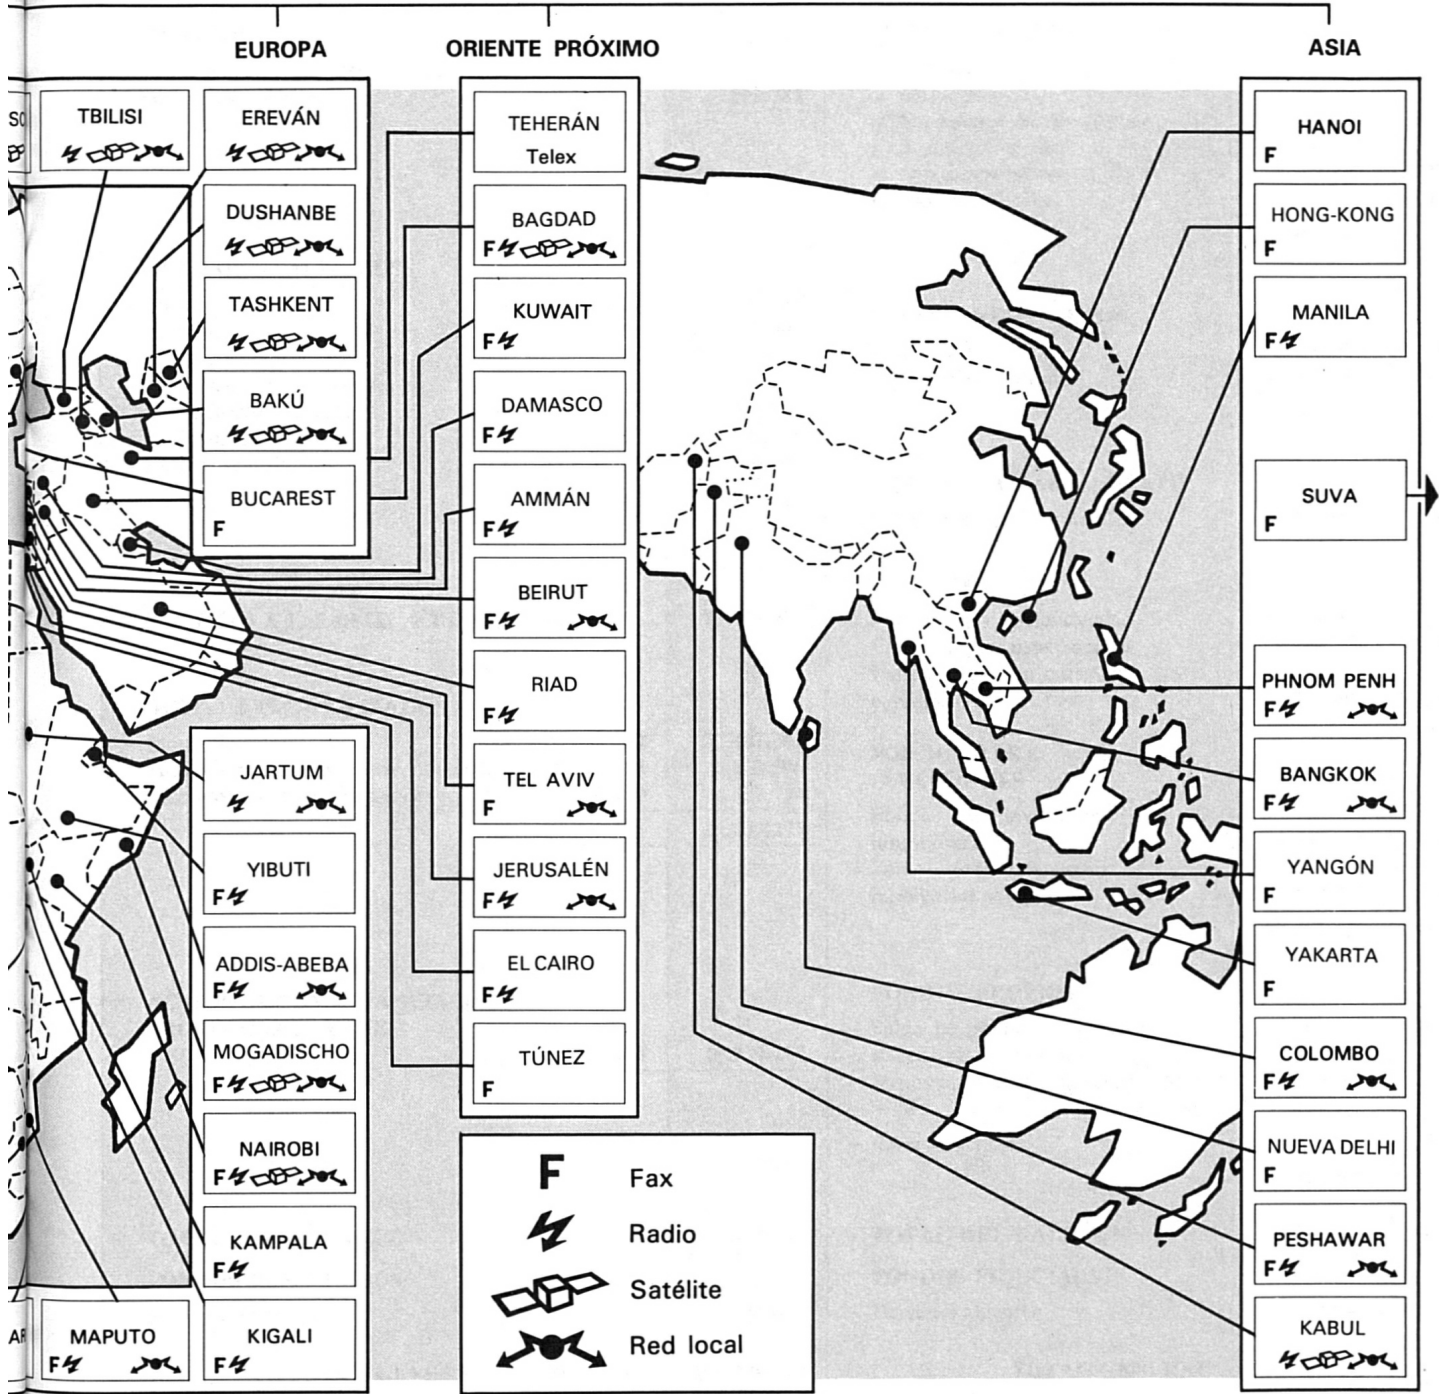 EUROPA
ORIENTE PRÓXIMO
ASIA
TBILISI
EREVÁN
DUSHANBE
TASHKENT
BAKÚ
BUCAREST
F
JARTUM
YIBUTI
F
ADDIS-ABEBA
F
MOGADISCHO
F
NAIROBI
F
KAMPALA
F
MAPUTO
F
KIGALI
F
TEHERÁN
Telex
BAGDAD
F
KUWAIT
F
DAMASCO
F
AMMÁN
F
BEIRUT
F
RIAD
F
TEL AVIV
F
JERUSALÉN
F
EL CAIRO
F
TÚNEZ
F
F Fax
Radio
Satélite
Red local
HANOI
F
HONG-KONG
F
MANILA
F
SUVA
F
PHNOM PENH
F
BANGKOK
F
YANGÓN
F
YAKARTA
F
COLOMBO
F
NUEVA DELHI
F
PESHAWAR
F
KABUL